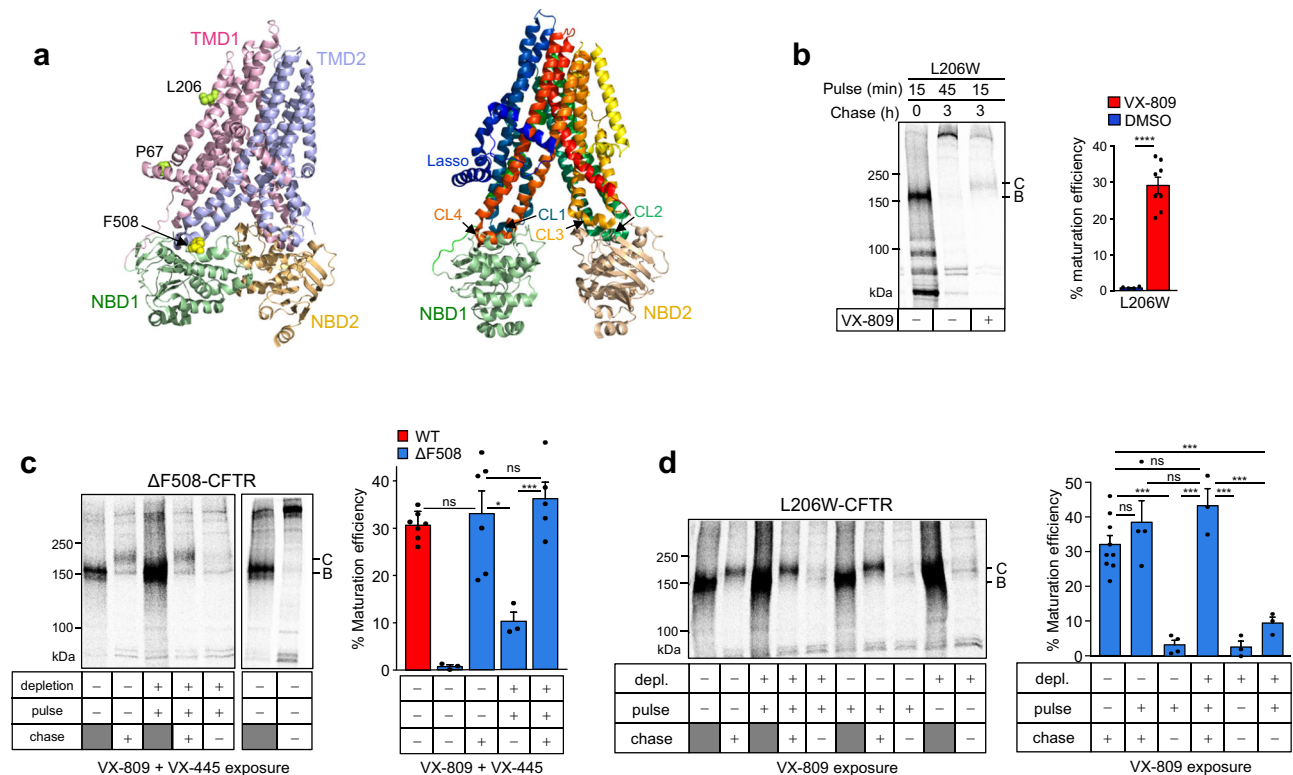 a
TMD1
TMD2
L206
P67
F508
NBD1
NBD2
Lasso
CL4
CL1
CL2
CL3
NBD1
NBD2
b
L206W
Pulse (min) 15 45 15
Chase (h) 0 3 3
250
150
100
kDa
C
B
VX-809 – – +
VX-809
DMSO
****
% maturation efficiency
40
30
20
10
0
L206W
c
ΔF508-CFTR
250
150
100
kDa
C
B
depletion – – + + + – –
pulse – – + + + – –
chase + + – –
VX-809 + VX-445 exposure
WT
ΔF508
% Maturation efficiency
40
30
20
10
0
ns
ns
*
***
– – – + +
– – – + +
– – + – +
VX-809 + VX-445
d
L206W-CFTR
250
150
100
kDa
C
B
depl. – – + + + – – – + +
pulse – – + + + + + + – –
chase + + – + – –
VX-809 exposure
% Maturation efficiency
50
40
30
20
10
0
***
ns
ns
***
***
ns
***
***
depl. – – – + + +
pulse – + – + – +
chase + + – + – –
VX-809 exposure